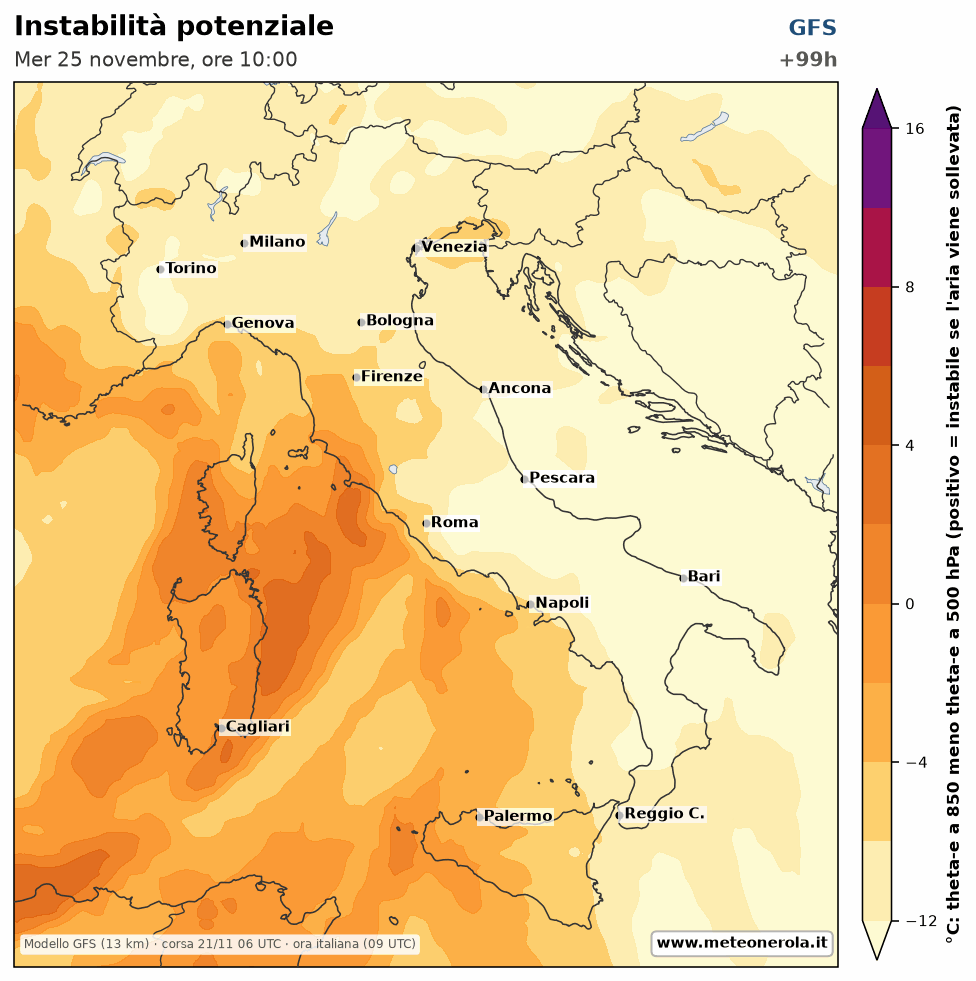 Instabilità potenziale
GFS
Mer 25 novembre, ore 10:00
+99h
16
8
4
0
−4
−12
°C: theta-e a 850 meno theta-e a 500 hPa (positivo = instabile se l'aria viene sollevata)
Milano
Venezia
Torino
Genova
Bologna
Firenze
Ancona
Pescara
Roma
Bari
Napoli
Cagliari
Palermo
Reggio C.
Modello GFS (13 km) · corsa 21/11 06 UTC · ora italiana (09 UTC)
www.meteonerola.it